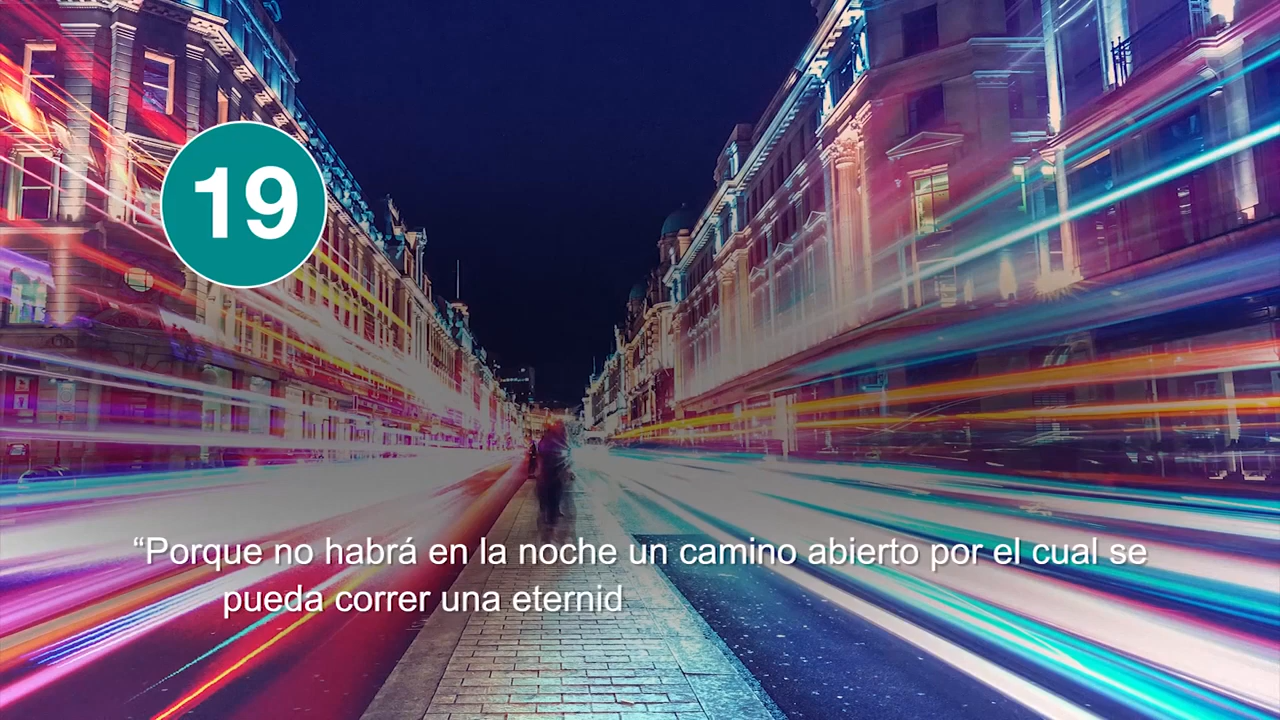 19
“Porque no habrá en la noche un camino abierto por el cual se
pueda correr una eternid